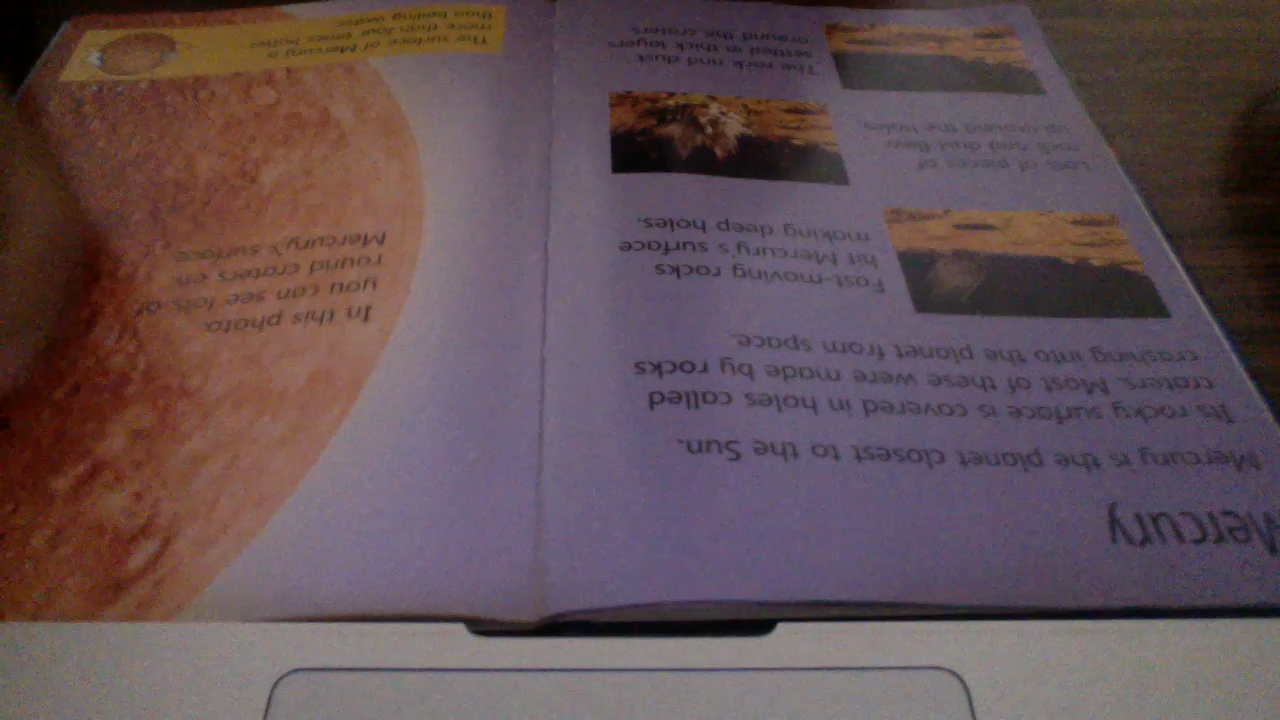 Mercury
Mercury is the planet closest to the Sun.
Its rocky surface is covered in holes called
craters. Most of these were made by rocks
crashing into the planet from space.
Fast-moving rocks
hit Mercury's surface
making deep holes.
Lots of pieces of
rock and dust flew
up around the holes.
The rock and dust
settled in thick layers
around the craters.
In this photo
you can see lots of
round craters on
Mercury's surface.
The surface of Mercury is
more than four times hotter
than boiling water.